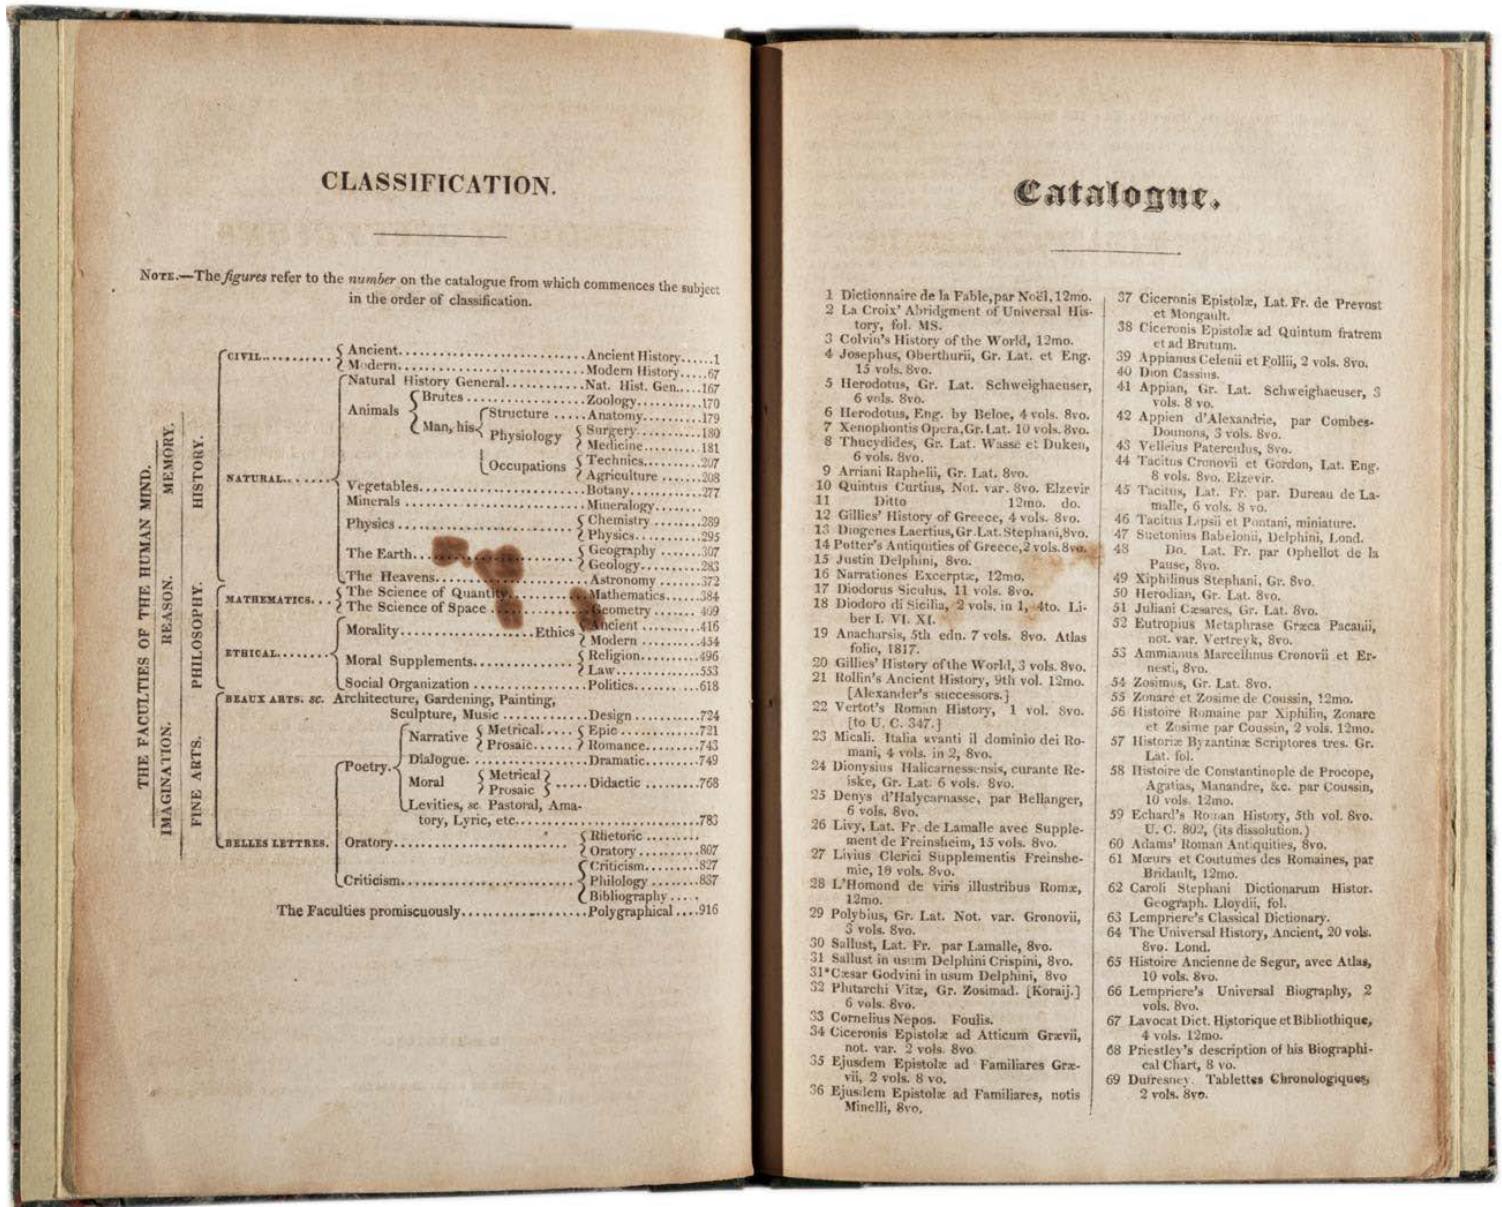 CLASSIFICATION.
NOTE.—The figures refer to the number on the catalogue from which commences the subject
in the order of classification.
THE FACULTIES OF THE HUMAN MIND.
MEMORY.
REASON.
IMAGINATION.
HISTORY.
PHILOSOPHY.
FINE ARTS.
CIVIL........... Ancient............................Ancient History......1
Modern............................Modern History.....67
NATURAL........ Natural History General...........Nat. Hist. Gen.....167
Animals Brutes .................Zoology..........170
Man, his Structure .....Anatomy.........179
Physiology Surgery...........180
Medicine..........181
Occupations Technics..........207
Agriculture .......208
Vegetables.........................Botany...........277
Minerals ..........................Mineralogy.......
Physics ........................... Chemistry ........289
Physics...........295
The Earth.. Geography ........307
Geology..........283
The Heavens.......................Astronomy ........372
MATHEMATICS... The Science of Quantity Mathematics......384
The Science of Space Geometry ....... 409
ETHICAL........ Morality....................Ethics Ancient ..........416
Modern ..........454
Moral Supplements............... Religion..........496
Law..............553
Social Organization ..............Politics.........618
BEAUX ARTS. sc. Architecture, Gardening, Painting,
Sculpture, Music ............Design .........724
BELLES LETTRES. Poetry. Narrative Metrical..... Epic ............721
Prosaic...... Romance.........743
Dialogue..................Dramatic.........749
Moral Metrical
Prosaic .....Didactic .........768
Levities, sc. Pastoral, Ama-
tory, Lyric, etc...........................783
Oratory......................... Rhetoric .........
Oratory ..........807
Criticism........................ Criticism.........827
Philology ........837
Bibliography .....
The Faculties promiscuously..................Polygraphical ....916
Catalogue.
1 Dictionnaire de la Fable, par Noël, 12mo.
2 La Croix' Abridgment of Universal His-
tory, fol. MS.
3 Colvin's History of the World, 12mo.
4 Josephus, Oberthurii, Gr. Lat. et Eng.
15 vols. 8vo.
5 Herodotus, Gr. Lat. Schweighaeuser,
6 vols. 8vo.
6 Herodotus, Eng. by Beloe, 4 vols. 8vo.
7 Xenophontis Opera, Gr. Lat. 10 vols. 8vo.
8 Thucydides, Gr. Lat. Wasse et Duken,
6 vols. 8vo.
9 Arriani Raphelii, Gr. Lat. 8vo.
10 Quintus Curtius, Not. var. 8vo. Elzevir
11 Ditto 12mo. do.
12 Gillies' History of Greece, 4 vols. 8vo.
13 Diogenes Laertius, Gr. Lat. Stephani, 8vo.
14 Potter's Antiquities of Greece, 2 vols. 8vo.
15 Justin Delphini, 8vo.
16 Narrationes Excerptæ, 12mo.
17 Diodorus Siculus, 11 vols. 8vo.
18 Diodoro di Sicilia, 2 vols. in 1, 4to. Li-
ber I. VI. XI.
19 Anacharsis, 5th edn. 7 vols. 8vo. Atlas
folio, 1817.
20 Gillies' History of the World, 3 vols. 8vo.
21 Rollin's Ancient History, 9th vol. 12mo.
[Alexander's successors.]
22 Vertot's Roman History, 1 vol. 8vo.
[to U. C. 347.]
23 Micali. Italia avanti il dominio dei Ro-
mani, 4 vols. in 2, 8vo.
24 Dionysius Halicarnessensis, curante Re-
iske, Gr. Lat. 6 vols. 8vo.
25 Denys d'Halycarnasse, par Bellanger,
6 vols. 8vo.
26 Livy, Lat. Fr. de Lamalle avec Supple-
ment de Freinsheim, 15 vols. 8vo.
27 Livius Clerici Supplementis Freinshe-
mie, 10 vols. 8vo.
28 L'Homond de viris illustribus Romæ,
12mo.
29 Polybius, Gr. Lat. Not. var. Gronovii,
3 vols. 8vo.
30 Sallust, Lat. Fr. par Lamalle, 8vo.
31 Sallust in usum Delphini Crispini, 8vo.
31*Cæsar Godvini in usum Delphini, 8vo
32 Plutarchi Vitæ, Gr. Zosimad. [Koraij.]
6 vols. 8vo.
33 Cornelius Nepos. Foulis.
34 Ciceronis Epistolæ ad Atticum Grævii,
not. var. 2 vols. 8vo.
35 Ejusdem Epistolæ ad Familiares Græ-
vii, 2 vols. 8 vo.
36 Ejusdem Epistolæ ad Familiares, notis
Minelli, 8vo.
37 Ciceronis Epistolæ, Lat. Fr. de Prevost
et Mongault.
38 Ciceronis Epistolæ ad Quintum fratrem
et ad Brutum.
39 Appianus Celenii et Follii, 2 vols. 8vo.
40 Dion Cassius.
41 Appian, Gr. Lat. Schweighaeuser, 3
vols. 8 vo.
42 Appien d'Alexandrie, par Combes-
Dounons, 3 vols. 8vo.
43 Velleius Paterculus, 8vo.
44 Tacitus Cronovii et Gordon, Lat. Eng.
8 vols. 8vo. Elzevir.
45 Tacitus, Lat. Fr. par. Dureau de La-
malle, 6 vols. 8 vo.
46 Tacitus Lipsii et Pontani, miniature.
47 Suetonius Babelonii, Delphini, Lond.
48 Do. Lat. Fr. par Ophellot de la
Pause, 8vo.
49 Xiphilinus Stephani, Gr. 8vo.
50 Herodian, Gr. Lat. 8vo.
51 Juliani Cæsares, Gr. Lat. 8vo.
52 Eutropius Metaphrase Græca Pacanii,
not. var. Vertreyk, 8vo.
53 Ammianus Marcellinus Cronovii et Er-
nesti, 8vo.
54 Zosimus, Gr. Lat. 8vo.
55 Zonare et Zosime de Coussin, 12mo.
56 Histoire Romaine par Xiphilin, Zonare
et Zosime par Coussin, 2 vols. 12mo.
57 Historiæ Byzantinæ Scriptores tres. Gr.
Lat. fol.
58 Histoire de Constantinople de Procope,
Agatias, Manandre, &c. par Coussin,
10 vols. 12mo.
59 Echard's Roman History, 5th vol. 8vo.
U. C. 802, (its dissolution.)
60 Adams' Roman Antiquities, 8vo.
61 Mœurs et Coutumes des Romaines, par
Bridault, 12mo.
62 Caroli Stephani Dictionarum Histor.
Geograph. Lloydii, fol.
63 Lempriere's Classical Dictionary.
64 The Universal History, Ancient, 20 vols.
8vo. Lond.
65 Histoire Ancienne de Segur, avec Atlas,
10 vols. 8vo.
66 Lempriere's Universal Biography, 2
vols. 8vo.
67 Lavocat Dict. Historique et Bibliothique,
4 vols. 12mo.
68 Priestley's description of his Biographi-
cal Chart, 8 vo.
69 Dufresney. Tablettes Chronologiques,
2 vols. 8vo.